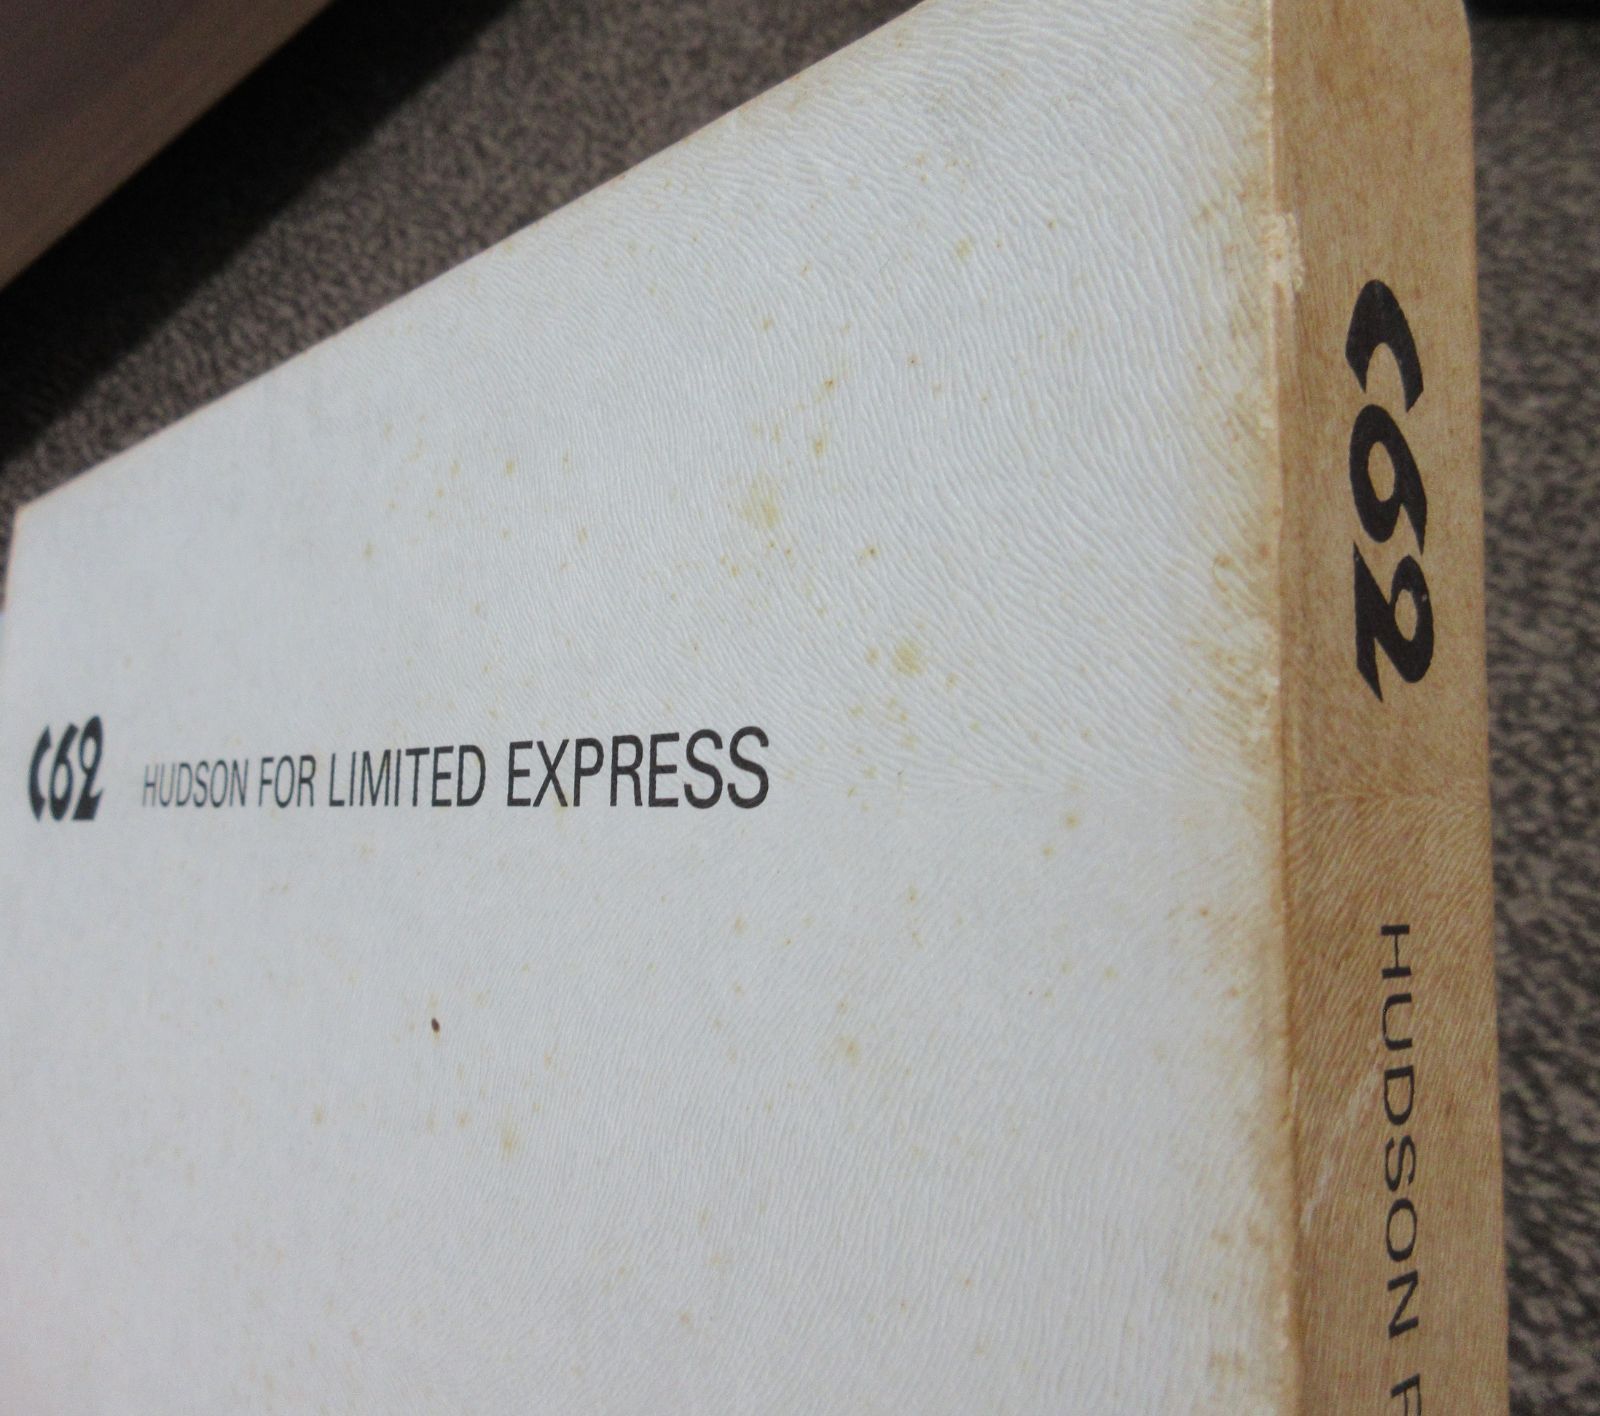 C62 HUDSON FOR LIMITED EXPRESS
C62 HUDSON F